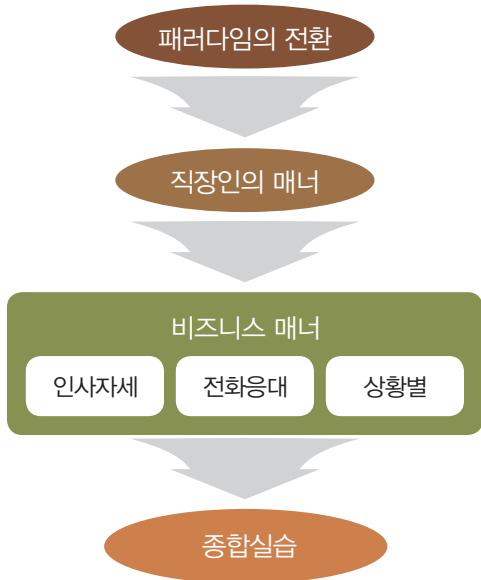 패러다임의 전환
직장인의 매너
비즈니스 매너
인사자세 전화응대 상황별
종합실습